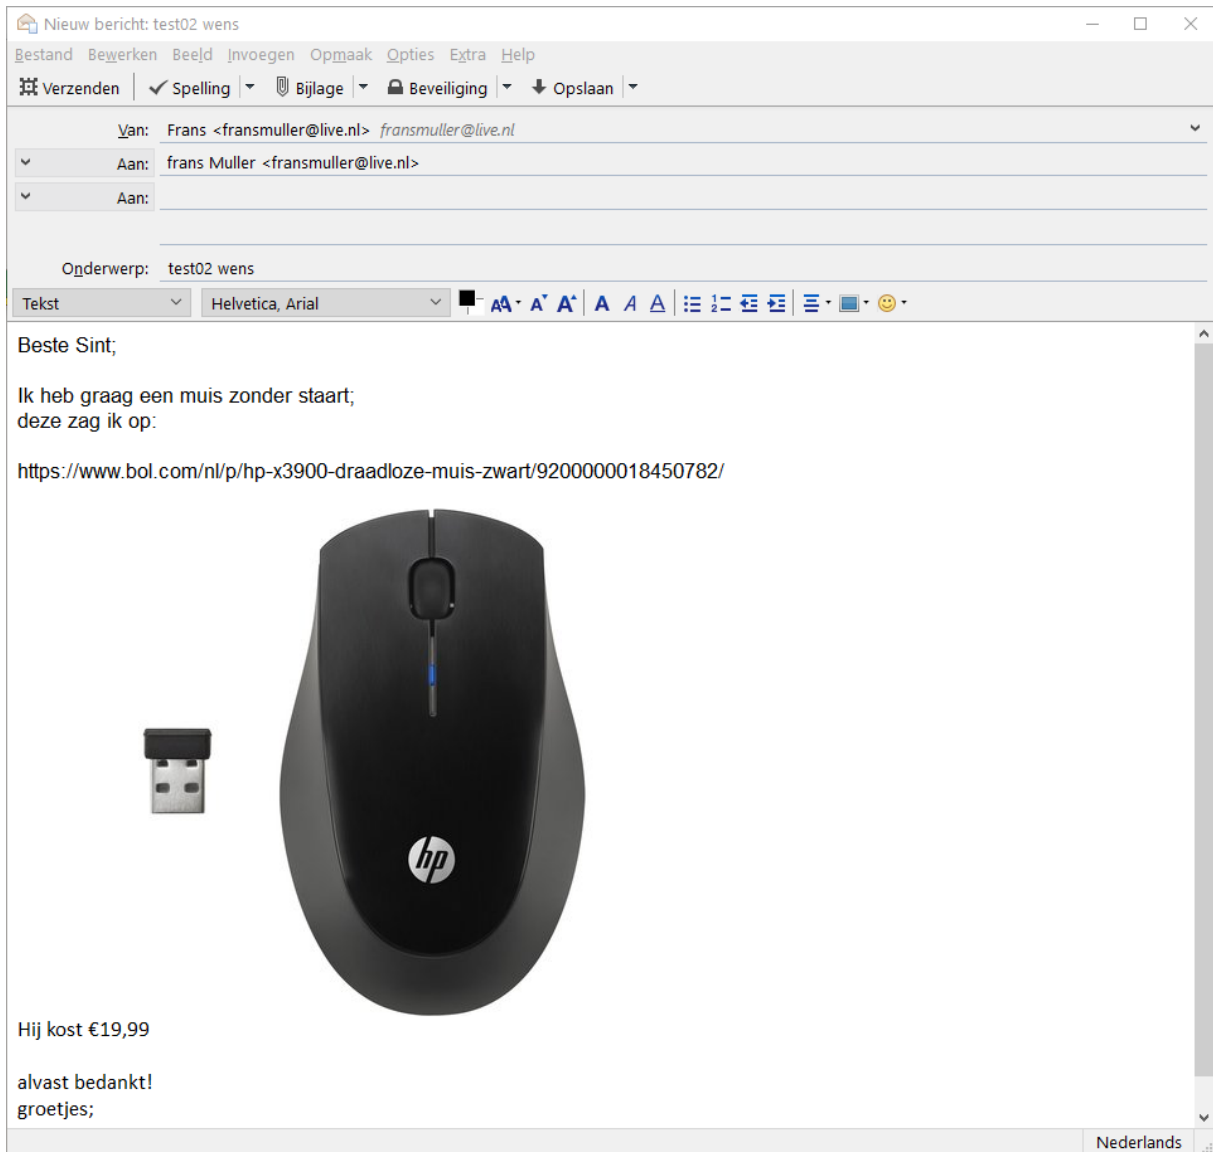 Nieuw bericht: test02 wens
Bestand Bewerken Beeld Invoegen Opmaak Opties Extra Help
Verzenden Spelling Bijlage Beveiliging Opslaan
Van: Frans <fransmuller@live.nl> fransmuller@live.nl
Aan: frans Muller <fransmuller@live.nl>
Aan:
Onderwerp: test02 wens
Tekst Helvetica, Arial
Beste Sint;
Ik heb graag een muis zonder staart;
deze zag ik op:
https://www.bol.com/nl/p/hp-x3900-draadloze-muis-zwart/9200000018450782/
hp
Hij kost €19,99
alvast bedankt!
groetjes;
Nederlands